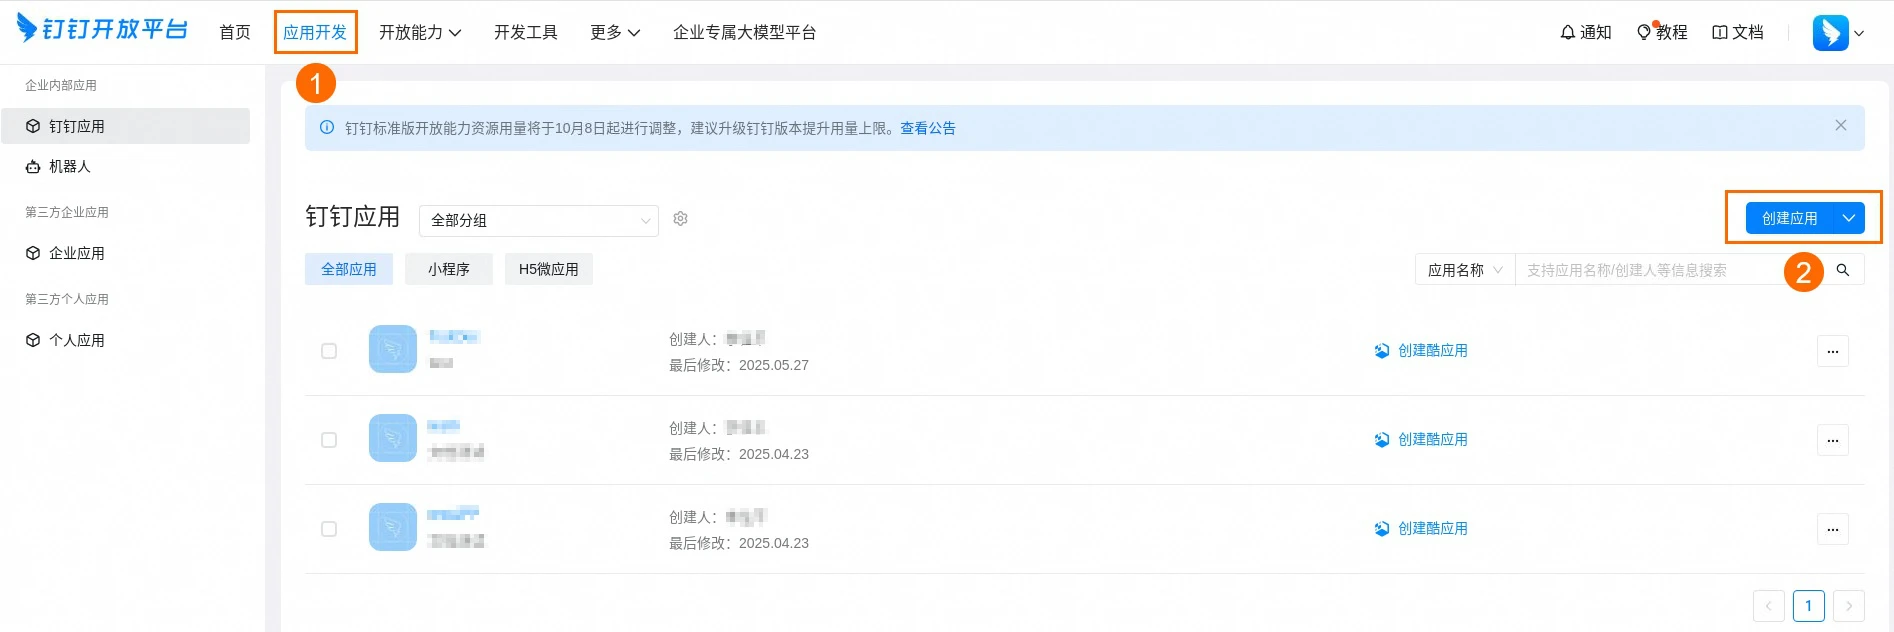 钉钉开放平台 首页 应用开发 开放能力 开发工具 更多 企业专属大模型平台 通知 教程 文档
1
企业内部应用
钉钉应用
机器人
第三方企业应用
企业应用
第三方个人应用
个人应用
钉钉标准版开放能力资源用量将于10月8日起进行调整，建议升级钉钉版本提升用量上限。查看公告
钉钉应用 全部分组 创建应用
全部应用 小程序 H5微应用 应用名称 支持应用名称/创建人等信息搜索 2
创建人：
最后修改：2025.05.27
创建酷应用
创建人：
最后修改：2025.04.23
创建酷应用
创建人：
最后修改：2025.04.23
创建酷应用
1